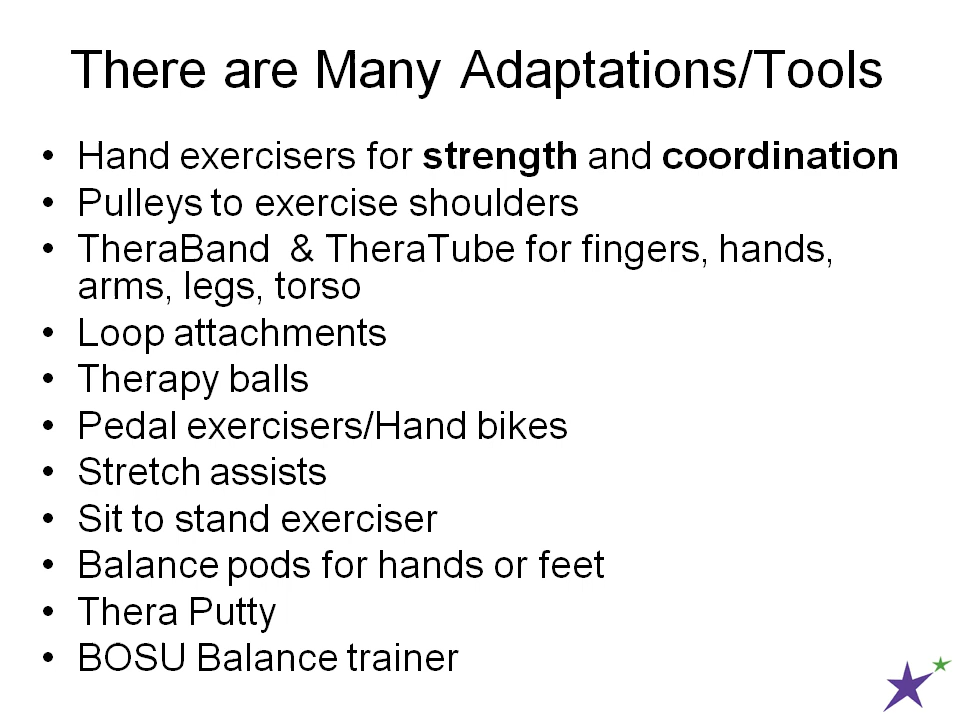 There are Many Adaptations/Tools
• Hand exercisers for strength and coordination
• Pulleys to exercise shoulders
• TheraBand & TheraTube for fingers, hands,
arms, legs, torso
• Loop attachments
• Therapy balls
• Pedal exercisers/Hand bikes
• Stretch assists
• Sit to stand exerciser
• Balance pods for hands or feet
• Thera Putty
• BOSU Balance trainer